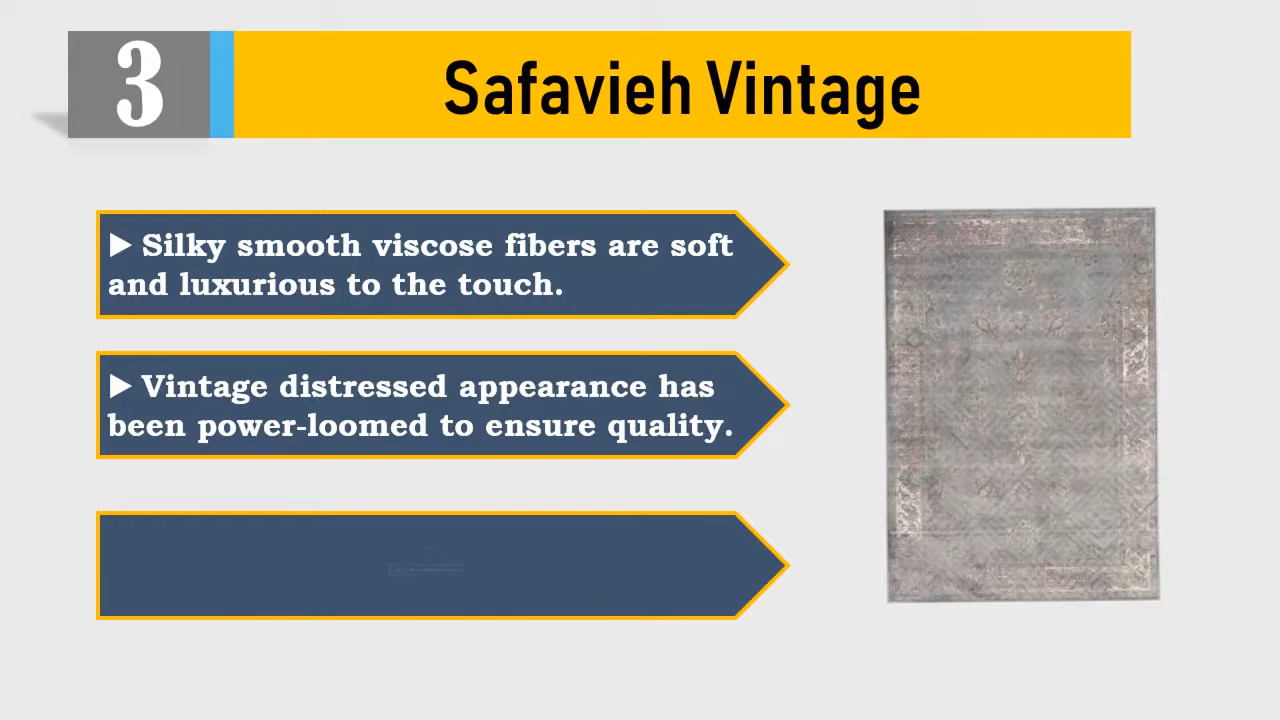 3
Safavieh Vintage
▶ Silky smooth viscose fibers are soft
and luxurious to the touch.
▶ Vintage distressed appearance has
been power-loomed to ensure quality.